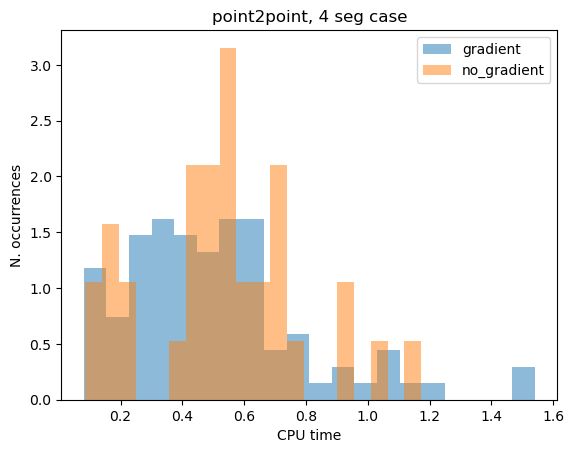 point2point, 4 seg case
gradient
no_gradient
3.0
2.5
2.0
1.5
1.0
0.5
0.0
N. occurrences
0.2 0.4 0.6 0.8 1.0 1.2 1.4 1.6
CPU time